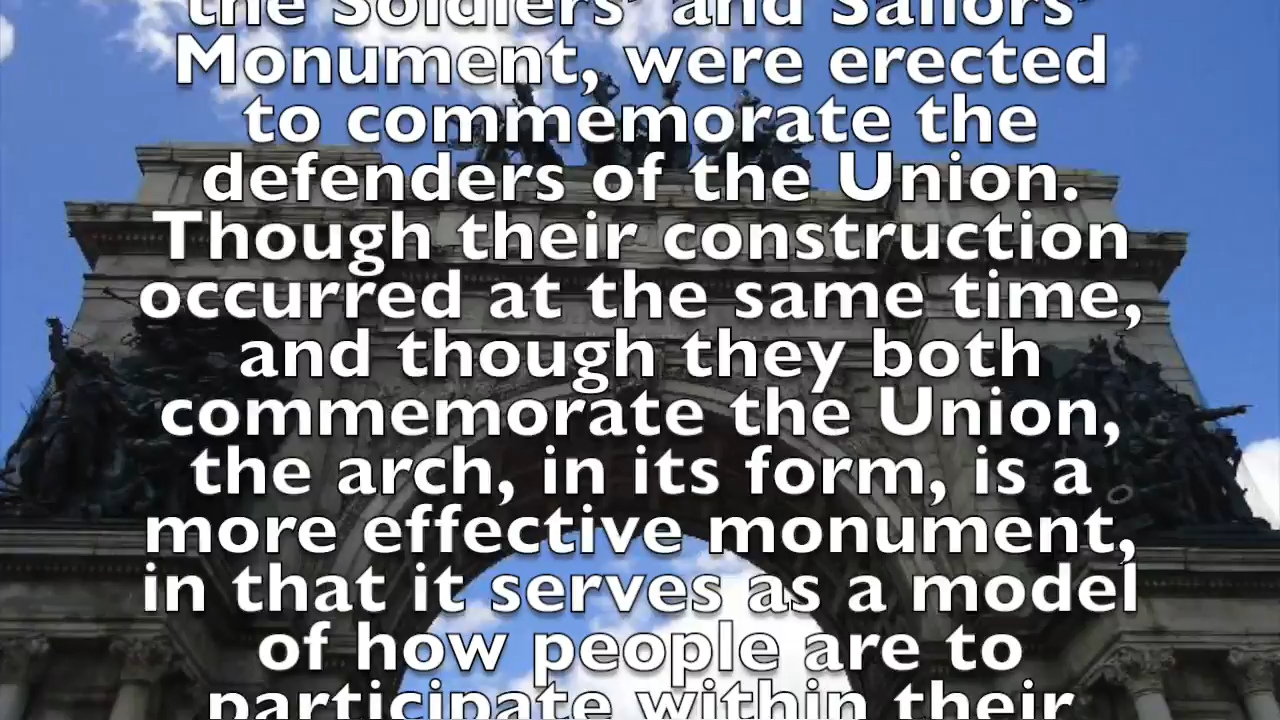 the Soldiers' and Sailors'
Monument, were erected
to commemorate the
defenders of the Union.
Though their construction
occurred at the same time,
and though they both
commemorate the Union,
the arch, in its form, is a
more effective monument,
in that it serves as a model
of how people are to
participate within their